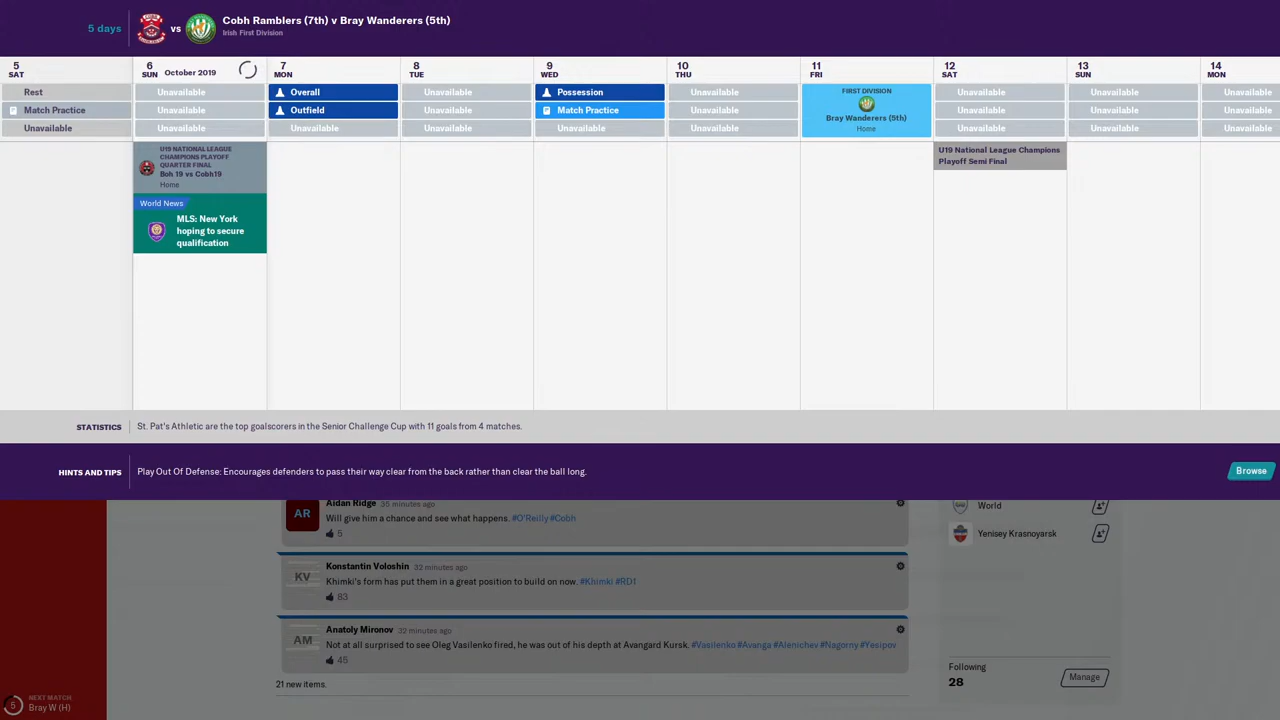 5 days
vs
Cobh Ramblers (7th) v Bray Wanderers (5th)
Irish First Division
5
SAT
6
SUN
October 2019
7
MON
8
TUE
9
WED
10
THU
11
FRI
12
SAT
13
SUN
14
MON
Rest
Unavailable
Overall
Unavailable
Possession
Unavailable
FIRST DIVISION
Bray Wanderers (5th)
Home
Unavailable
Unavailable
Unavailable
Match Practice
Unavailable
Outfield
Unavailable
Match Practice
Unavailable
Unavailable
Unavailable
Unavailable
Unavailable
Unavailable
Unavailable
Unavailable
Unavailable
Unavailable
Unavailable
Unavailable
Unavailable
U19 NATIONAL LEAGUE
CHAMPIONS PLAYOFF
QUARTER FINAL
Boh 19 vs Cobh19
Home
U19 National League Champions
Playoff Semi Final
World News
MLS: New York
hoping to secure
qualification
STATISTICS
St. Pat's Athletic are the top goalscorers in the Senior Challenge Cup with 11 goals from 4 matches.
HINTS AND TIPS
Play Out Of Defense: Encourages defenders to pass their way clear from the back rather than clear the ball long.
Browse
AR
Aidan Ridge 35 minutes ago
Will give him a chance and see what happens. #O'Reilly #Cobh
5
KV
Konstantin Voloshin 32 minutes ago
Khimki's form has put them in a great position to build on now. #Khimki #RD1
83
AM
Anatoly Mironov 32 minutes ago
Not at all surprised to see Oleg Vasilenko fired, he was out of his depth at Avangard Kursk. #Vasilenko #Avanga #Alenichev #Nagorny #Yesipov
45
21 new items.
World
Yenisey Krasnoyarsk
Following
28
Manage
5
NEXT MATCH
Bray W (H)